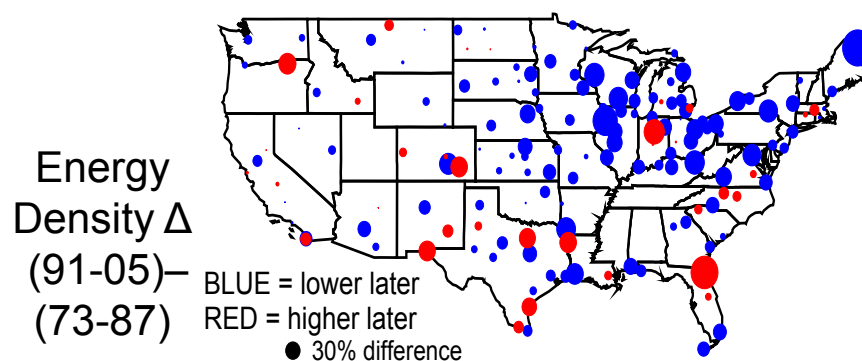 Energy
Density Δ
(91-05)–
(73-87)
BLUE = lower later
RED = higher later
30% difference